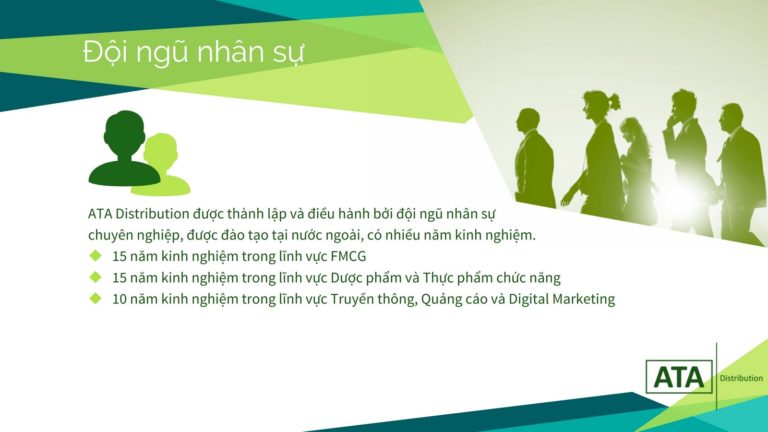 Đội ngũ nhân sự
ATA Distribution được thành lập và điều hành bởi đội ngũ nhân sự
chuyên nghiệp, được đào tạo tại nước ngoài, có nhiều năm kinh nghiệm.
15 năm kinh nghiệm trong lĩnh vực FMCG
15 năm kinh nghiệm trong lĩnh vực Dược phẩm và Thực phẩm chức năng
10 năm kinh nghiệm trong lĩnh vực Truyền thông, Quảng cáo và Digital Marketing
ATA Distribution